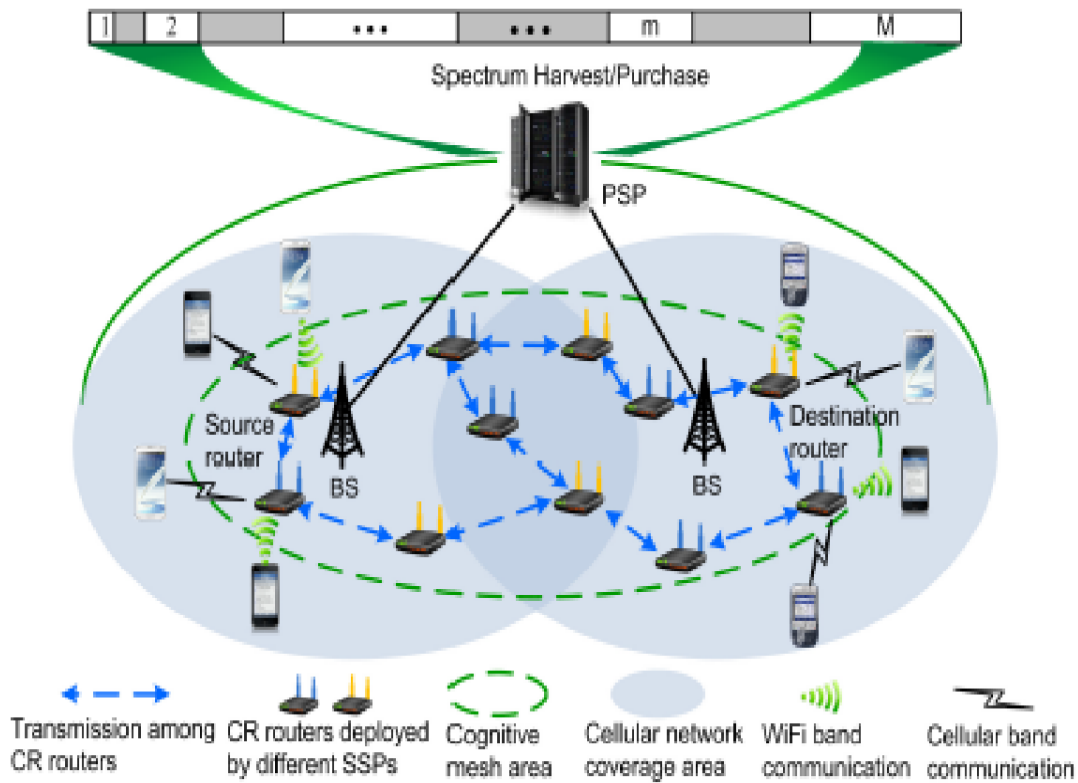 1 2 ••• ••• m M
Spectrum Harvest/Purchase
PSP
Source
router
BS
BS
Destination
router
Transmission among
CR routers
CR routers deployed
by different SSPs
Cognitive
mesh area
Cellular network
coverage area
WiFi band
communication
Cellular band
communication